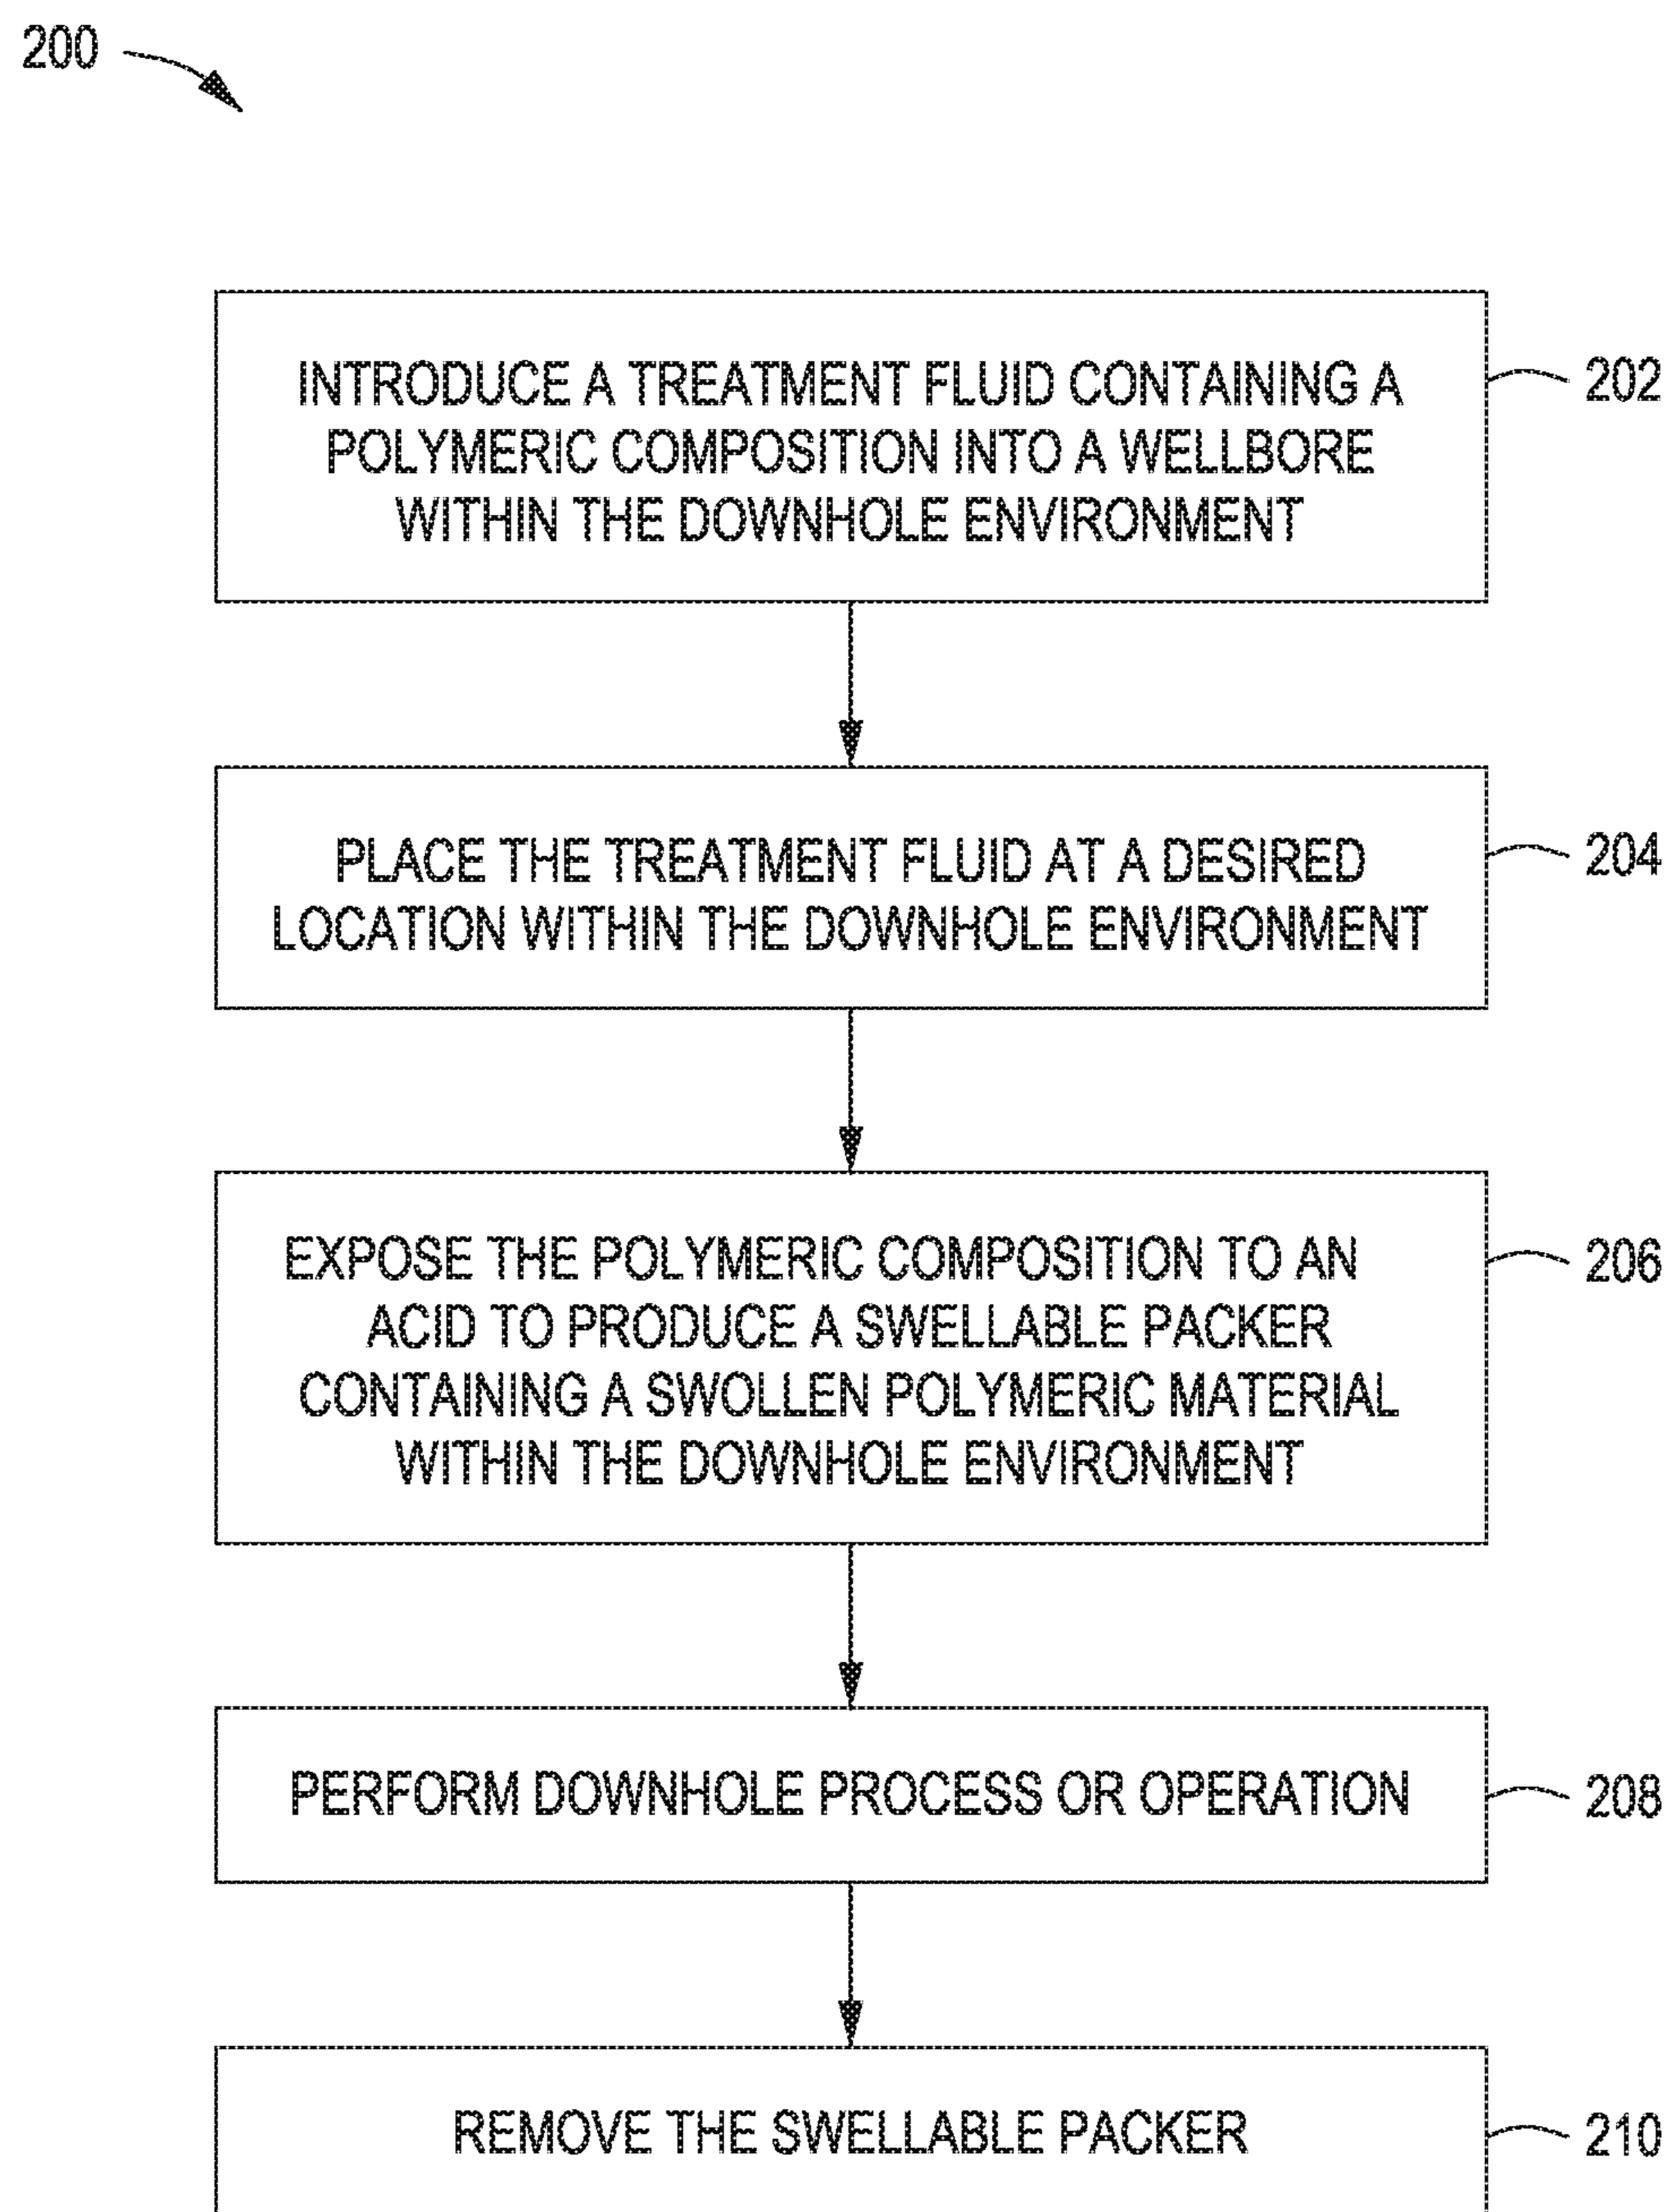 200
INTRODUCE A TREATMENT FLUID CONTAINING A
POLYMERIC COMPOSITION INTO A WELLBORE
WITHIN THE DOWNHOLE ENVIRONMENT
202
PLACE THE TREATMENT FLUID AT A DESIRED
LOCATION WITHIN THE DOWNHOLE ENVIRONMENT
204
EXPOSE THE POLYMERIC COMPOSITION TO AN
ACID TO PRODUCE A SWELLABLE PACKER
CONTAINING A SWOLLEN POLYMERIC MATERIAL
WITHIN THE DOWNHOLE ENVIRONMENT
206
PERFORM DOWNHOLE PROCESS OR OPERATION
208
REMOVE THE SWELLABLE PACKER
210